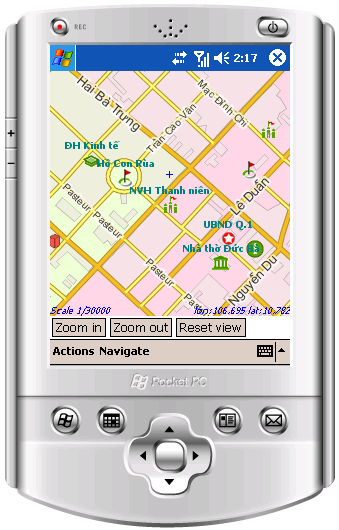 REC
2:17
Hai Bà Trưng
Mạc Đĩnh Chi
Trần Cao Vân
ĐH Kinh tế
Hồ Con Rùa
NVH Thanh niên
Pasteur
Pasteur
Lê Duẩn
UBND Q.1
Nhà thờ Đức
Pasteur
Pasteur
Nguyễn Du
Scale 1/30000
lon:106.695 lat:10.782
Zoom in Zoom out Reset view
Actions Navigate
Pocket PC